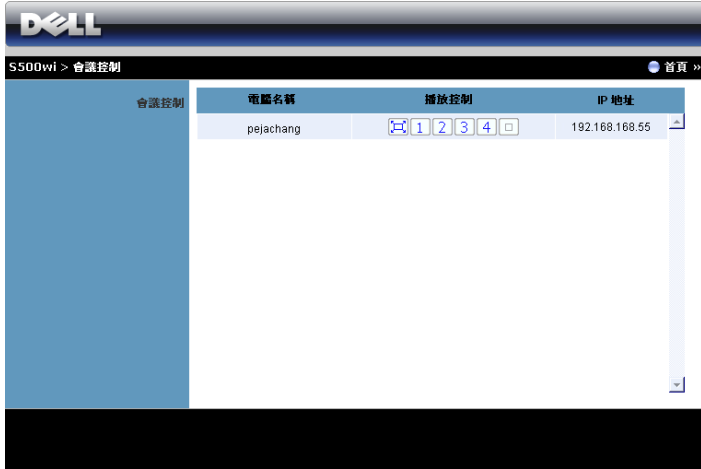 DELL
S500wi > 會議控制
首頁 »
會議控制
電腦名稱 播放控制 IP 地址
pejachang 1 2 3 4 192.168.168.55